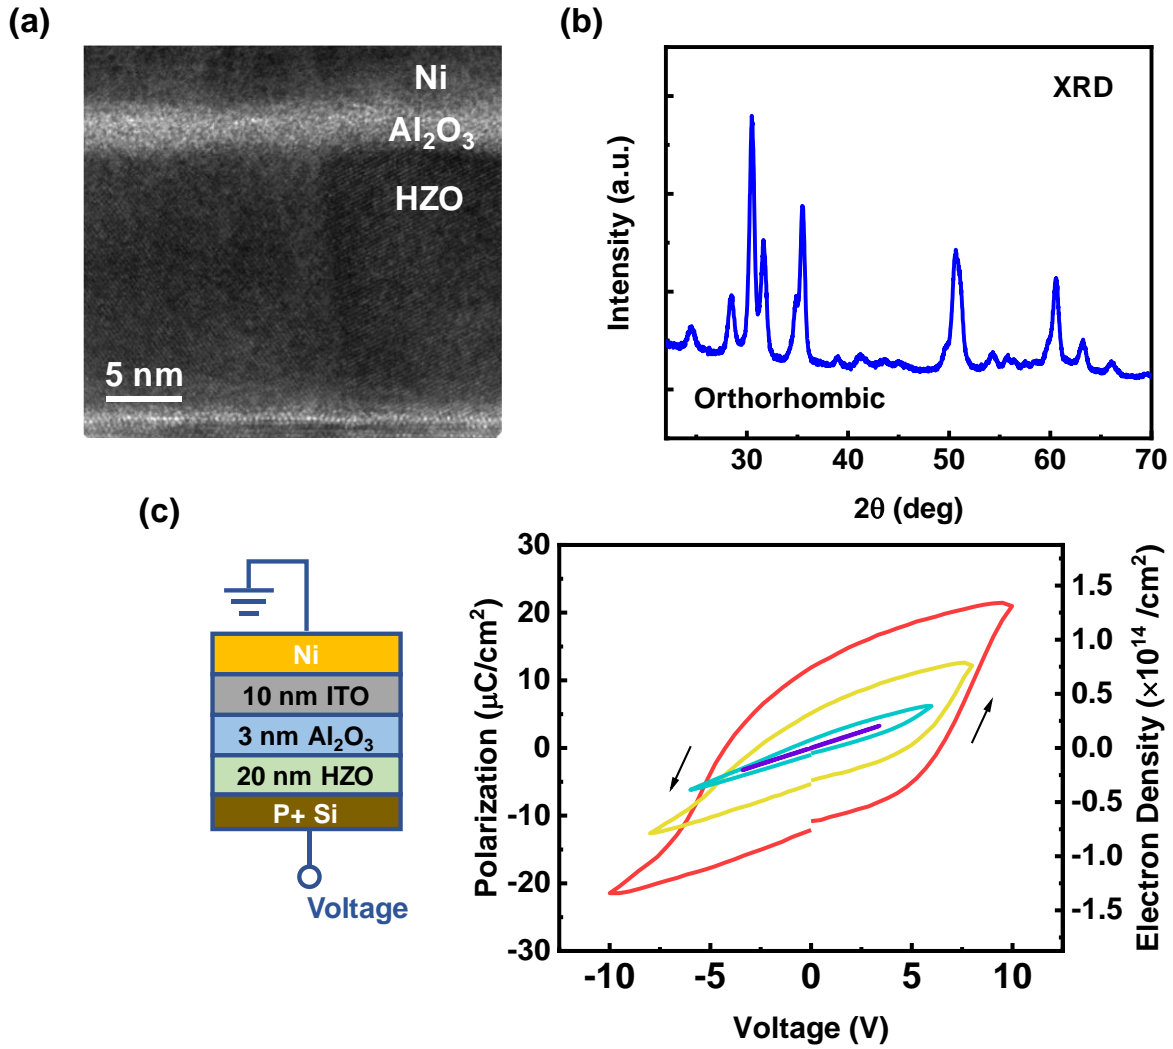 (a)
Ni
Al₂O₃
HZO
5 nm
(b)
XRD
Intensity (a.u.)
Orthorhombic
30 40 50 60 70
2θ (deg)
(c)
Ni
10 nm ITO
3 nm Al₂O₃
20 nm HZO
P+ Si
Voltage
Polarization (μC/cm²)
30
20
10
0
-10
-20
-30
-10 -5 0 5 10
Voltage (V)
1.5
1.0
0.5
0.0
-0.5
-1.0
-1.5
Electron Density (×10¹⁴ /cm²)